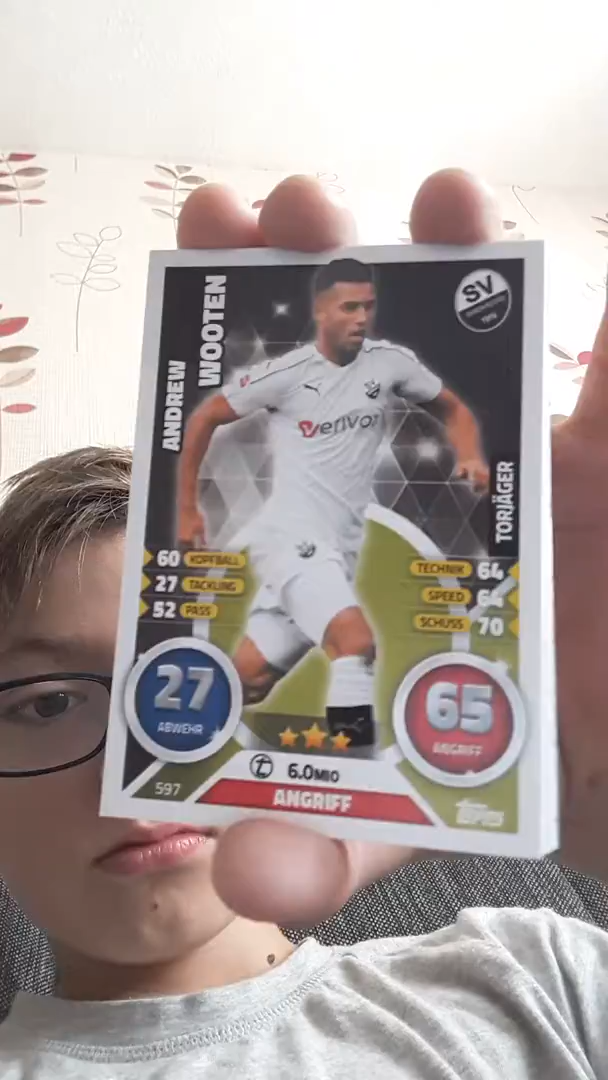 ANDREW
WOOTEN
SV
verivox
TORJÄGER
60 KOPFBALL
27 TACKLING
52 PASS
TECHNIK 64
SPEED 64
SCHUSS 70
27
ABWEHR
65
ANGRIFF
6.0MIO
597
ANGRIFF
topps